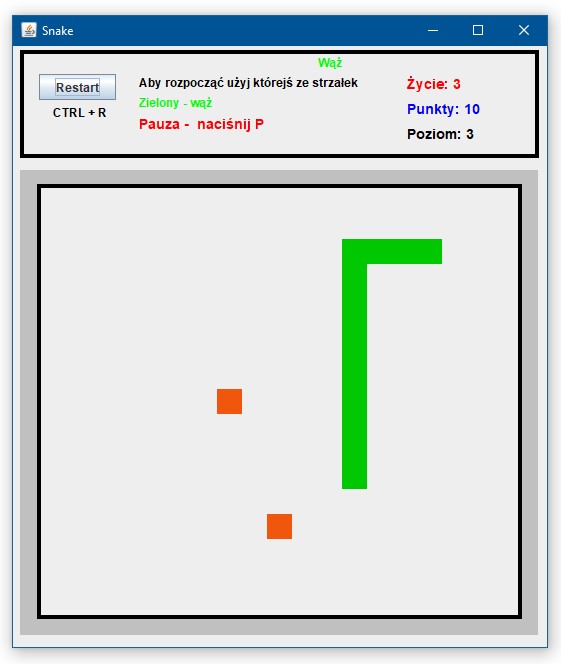 Snake
Wąż
Restart
Aby rozpocząć użyj którejś ze strzałek
Życie: 3
CTRL + R
Zielony - wąż
Punkty: 10
Pauza -  naciśnij P
Poziom: 3